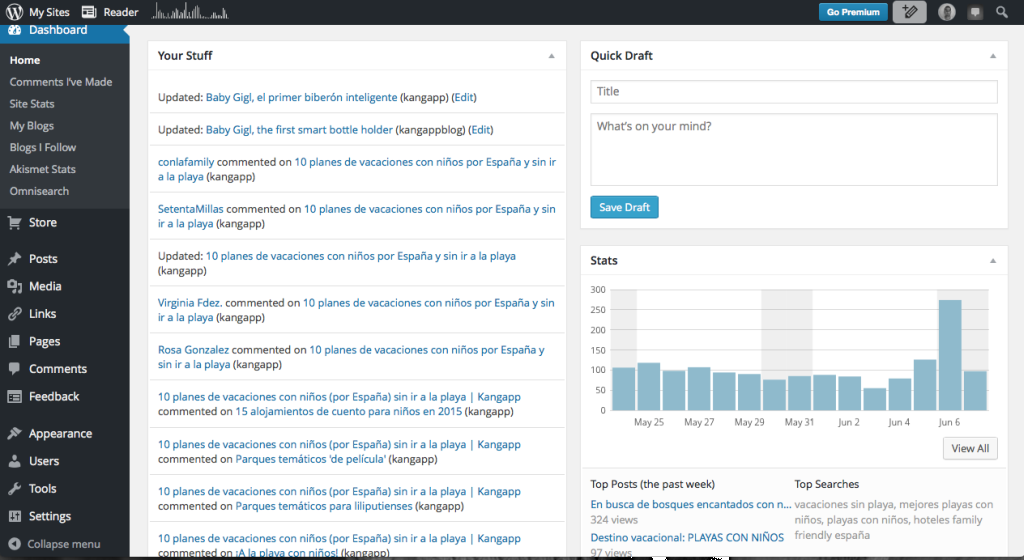 My Sites
Reader
Go Premium
Dashboard
Home
Comments I've Made
Site Stats
My Blogs
Blogs I Follow
Akismet Stats
Omnisearch
Store
Posts
Media
Links
Pages
Comments
Feedback
Appearance
Users
Tools
Settings
Collapse menu
Your Stuff
Updated: Baby Gigl, el primer biberón inteligente (kangapp) (Edit)
Updated: Baby Gigl, the first smart bottle holder (kangappblog) (Edit)
conlafamily commented on 10 planes de vacaciones con niños por España y sin ir
a la playa (kangapp)
SetentaMillas commented on 10 planes de vacaciones con niños por España y sin
ir a la playa (kangapp)
Updated: 10 planes de vacaciones con niños por España y sin ir a la playa
(kangapp)
Virginia Fdez. commented on 10 planes de vacaciones con niños por España y sin
ir a la playa (kangapp)
Rosa Gonzalez commented on 10 planes de vacaciones con niños por España y
sin ir a la playa (kangapp)
10 planes de vacaciones con niños (por España) sin ir a la playa | Kangapp
commented on 15 alojamientos de cuento para niños en 2015 (kangapp)
10 planes de vacaciones con niños (por España) sin ir a la playa | Kangapp
commented on Parques temáticos 'de película' (kangapp)
10 planes de vacaciones con niños (por España) sin ir a la playa | Kangapp
commented on Parques temáticos para liliputienses (kangapp)
10 planes de vacaciones con niños (por España) sin ir a la playa | Kangapp
commented on ¡A la playa con niños! (kangapp)
Quick Draft
Title
What's on your mind?
Save Draft
Stats
300
250
200
150
100
50
0
May 25
May 27
May 29
May 31
Jun 2
Jun 4
Jun 6
View All
Top Posts (the past week)
En busca de bosques encantados con n...
324 views
Destino vacacional: PLAYAS CON NIÑOS
97 views
Top Searches
vacaciones sin playa, mejores playas con
niños, playas con niños, hoteles family
friendly españa